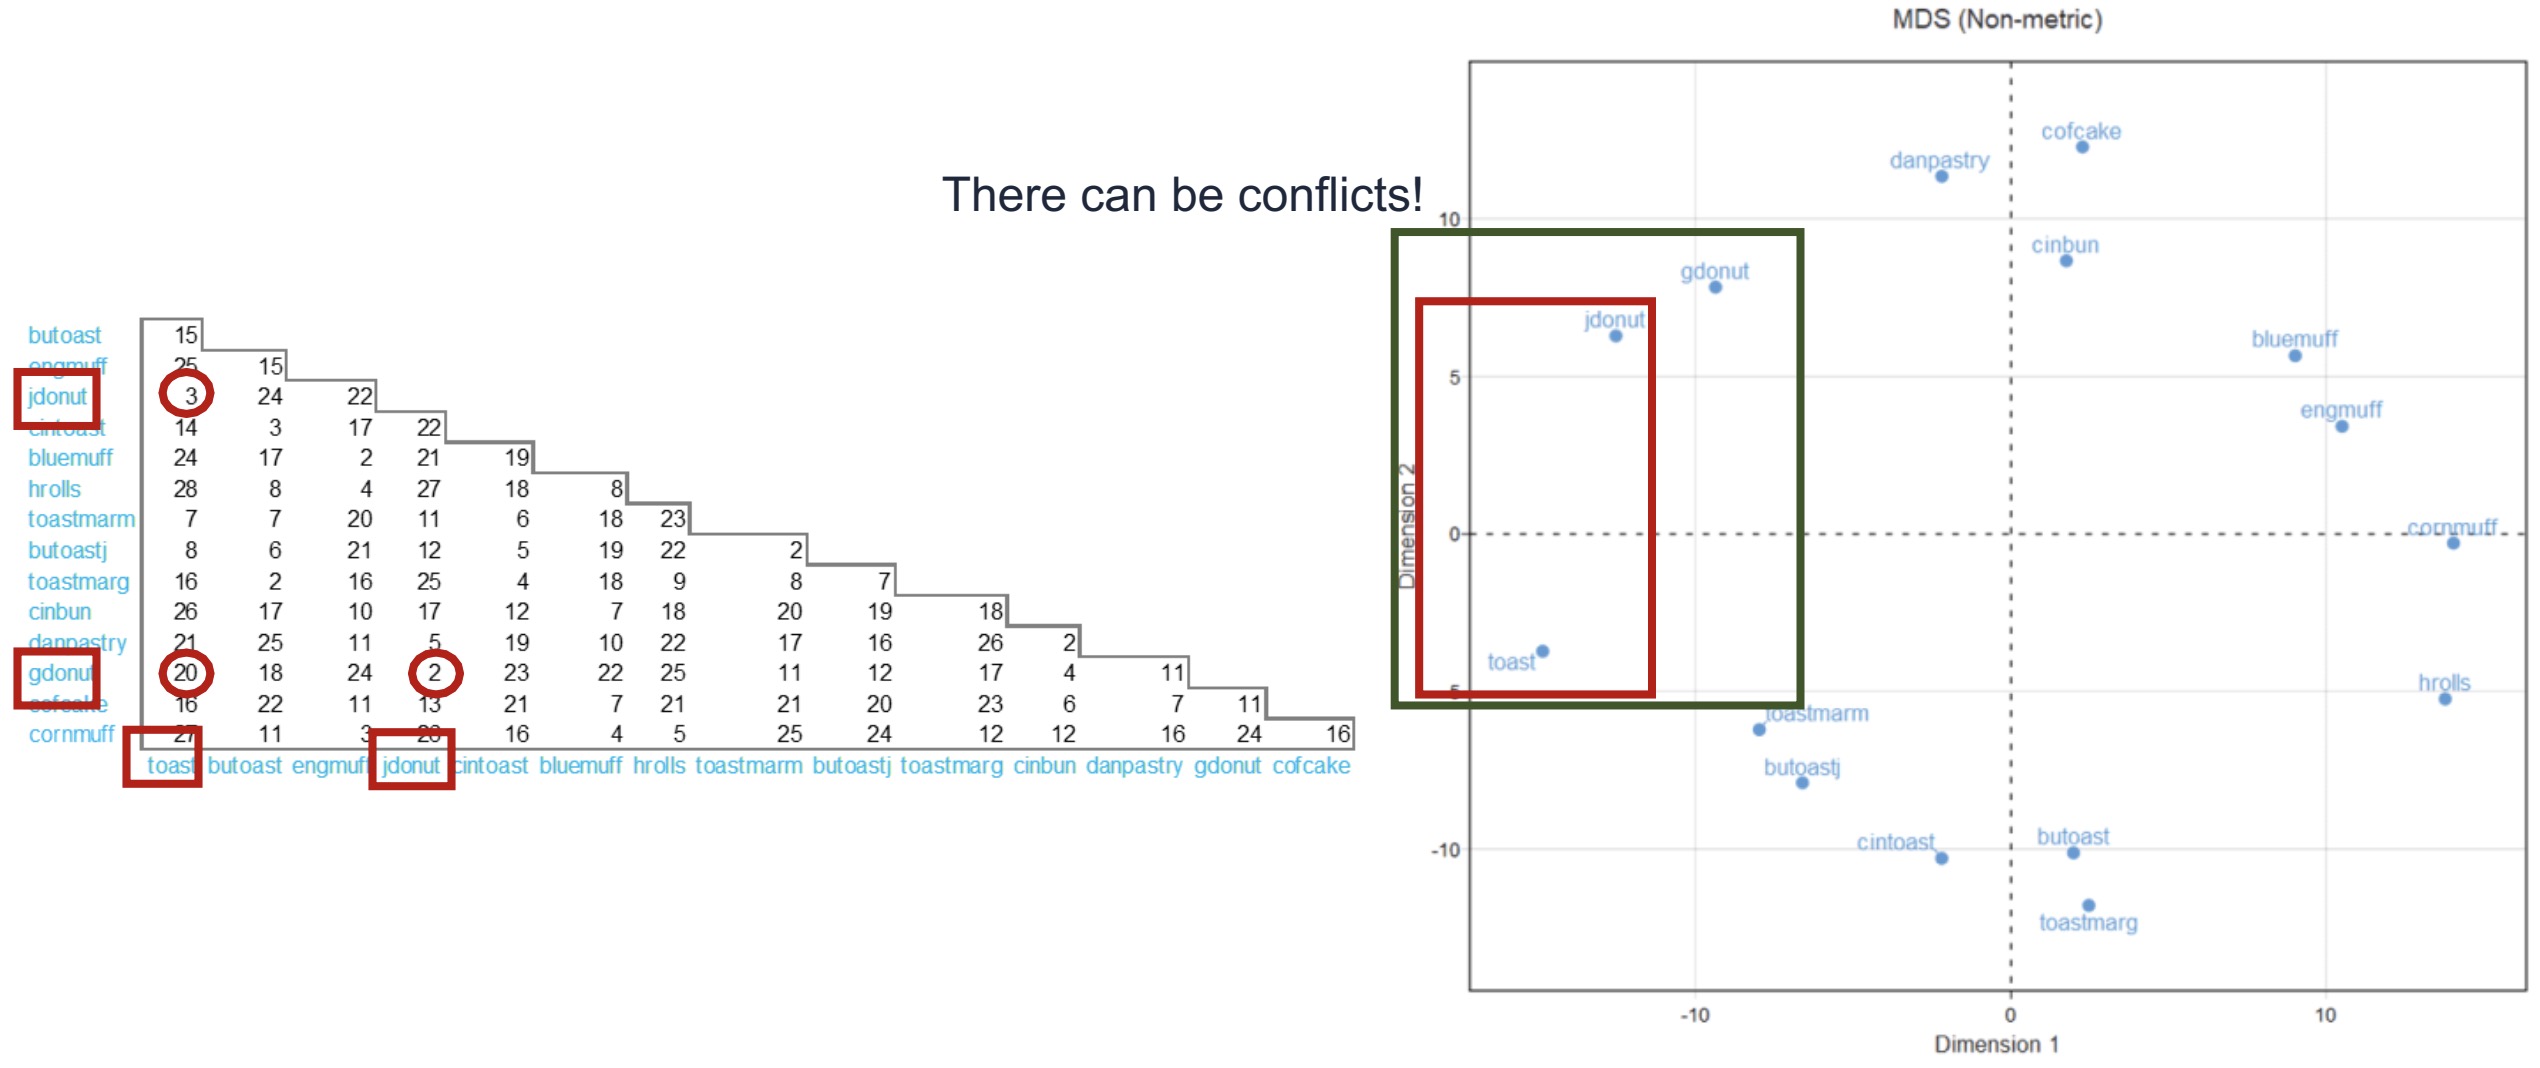 There can be conflicts!
butoast 15
engmuff 25 15
jdonut 3 24 22
cintoast 14 3 17 22
bluemuff 24 17 2 21 19
hrolls 28 8 4 27 18 8
toastmarm 7 7 20 11 6 18 23
butoastj 8 6 21 12 5 19 22 2
toastmarg 16 2 16 25 4 18 9 8 7
cinbun 26 17 10 17 12 7 18 20 19 18
danpastry 21 25 11 5 19 10 22 17 16 26 2
gdonut 20 18 24 2 23 22 25 11 12 17 4 11
cofcake 16 22 11 13 21 7 21 21 20 23 6 7 11
cornmuff 27 11 3 16 4 5 25 24 12 12 16 24 16
toast butoast engmuff jdonut cintoast bluemuff hrolls toastmarm butoastj toastmarg cinbun danpastry gdonut cofcake
MDS (Non-metric)
cofcake
danpastry
10
cinbun
gdonut
jdonut
bluemuff
5
engmuff
Dimension 2
0
cornmuff
toast
hrolls
toastmarm
butoastj
-10
cintoast
butoast
toastmarg
-10 0 10
Dimension 1